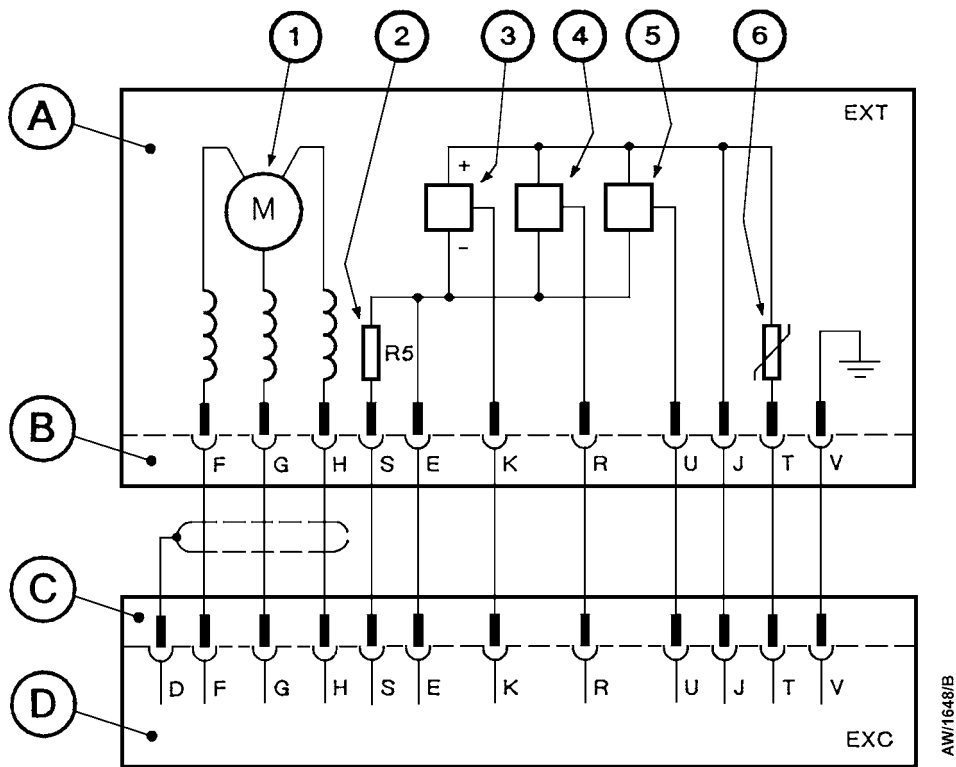 1 2 3 4 5 6
A EXT
+
M
−
R5
B
F G H S E K R U J T V
C
D F G H S E K R U J T V
D
EXC
AW/1648/B